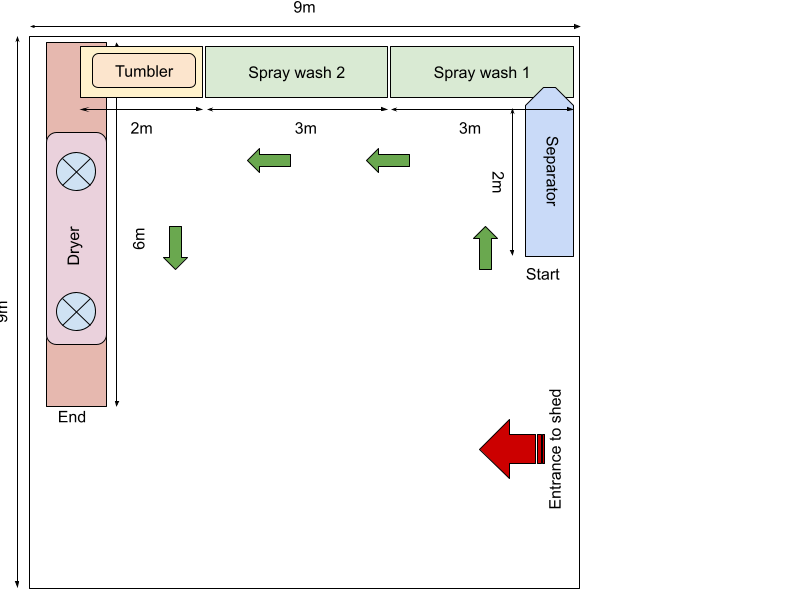 9m
Tumbler
Spray wash 2
Spray wash 1
2m
3m
3m
Separator
2m
Dryer
6m
Start
9m
End
Entrance to shed